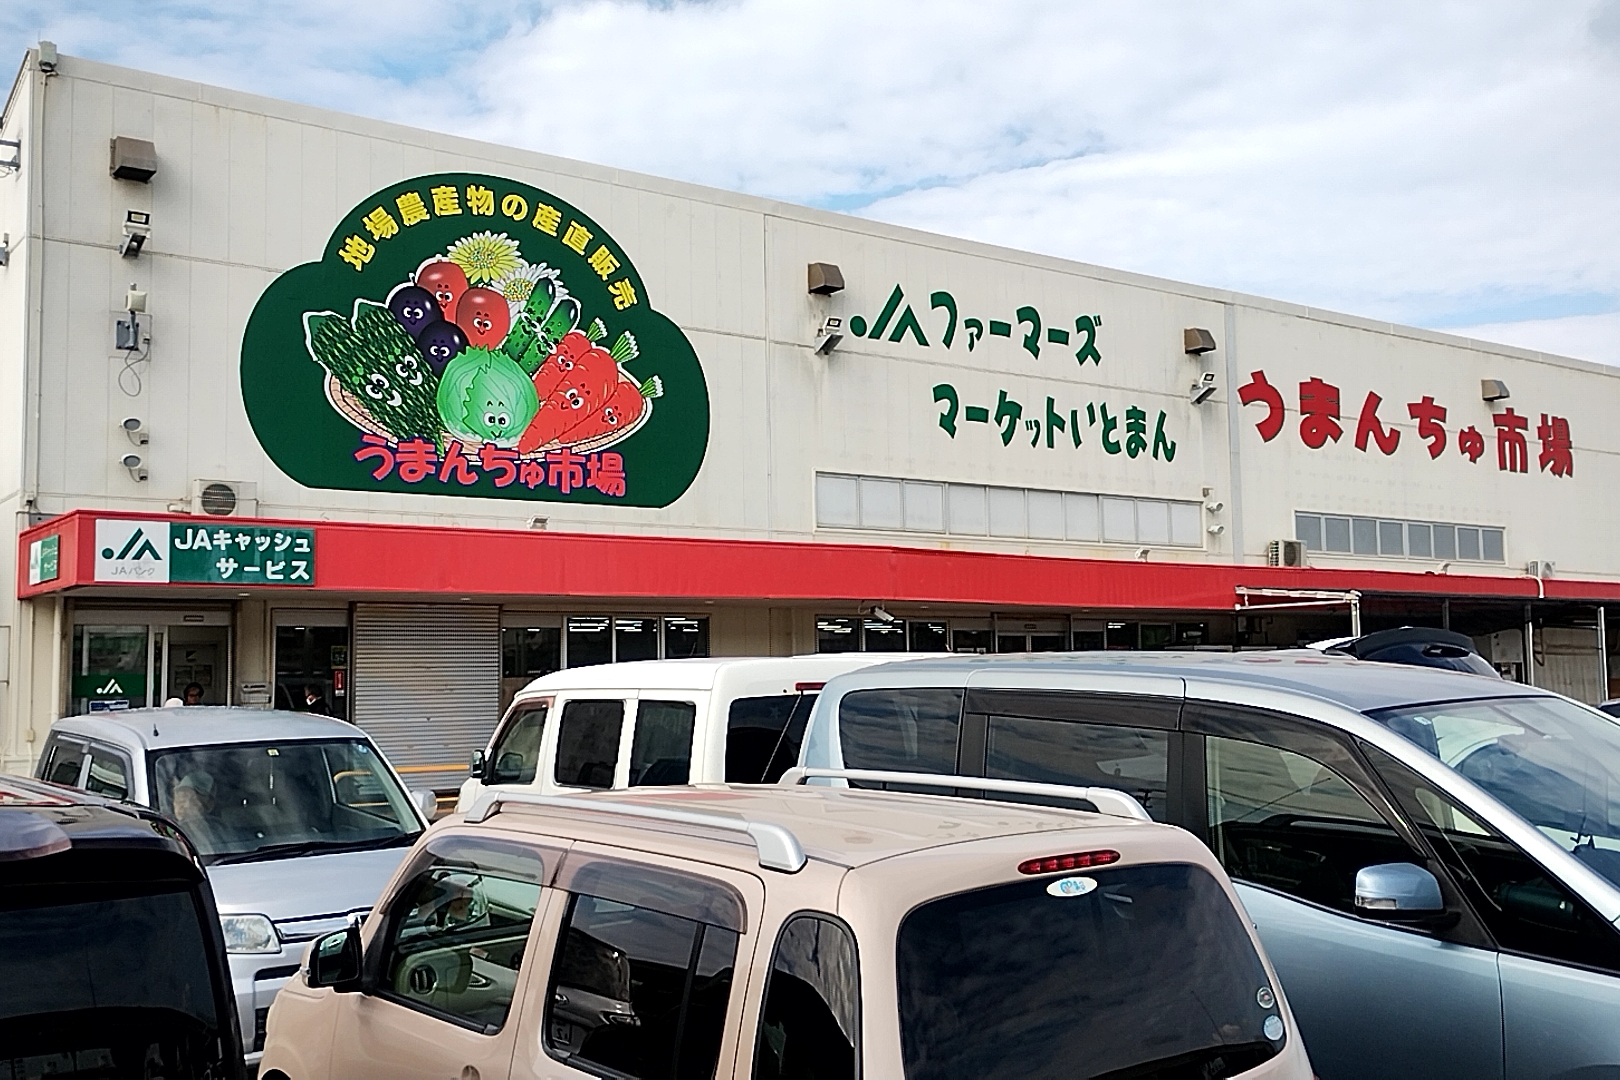 地場農産物の産直販売
うまんちゅ市場
JAファーマーズ
マーケットいとまん
うまんちゅ市場
JAバンク
JAキャッシュ
サービス